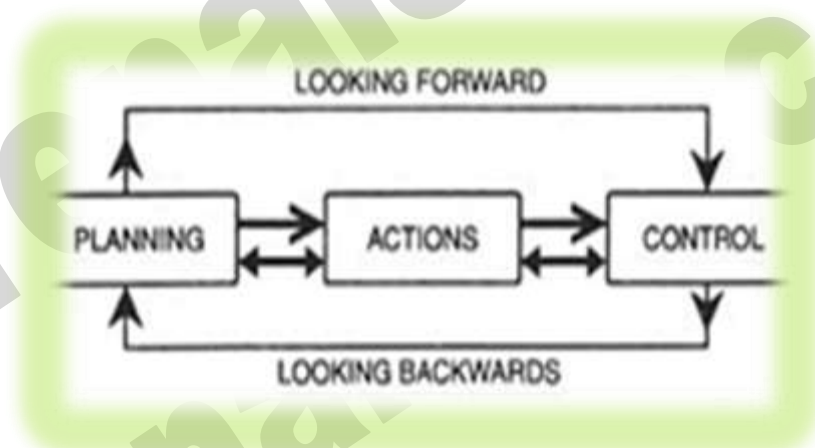 LOOKING FORWARD
PLANNING
ACTIONS
CONTROL
LOOKING BACKWARDS